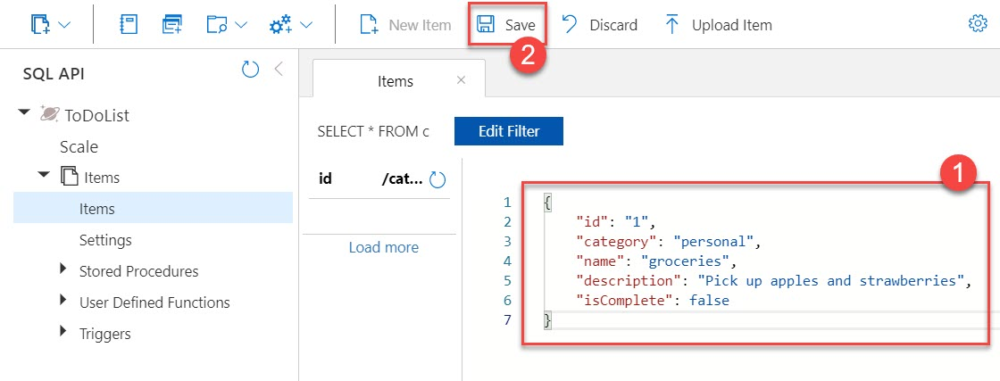 New Item Save Discard Upload Item
2
SQL API
Items
ToDoList
SELECT * FROM c Edit Filter
Scale
Items
id /cat...
1
Items
Load more
Settings
Stored Procedures
User Defined Functions
Triggers
1 {
2 "id": "1",
3 "category": "personal",
4 "name": "groceries",
5 "description": "Pick up apples and strawberries",
6 "isComplete": false
7 }